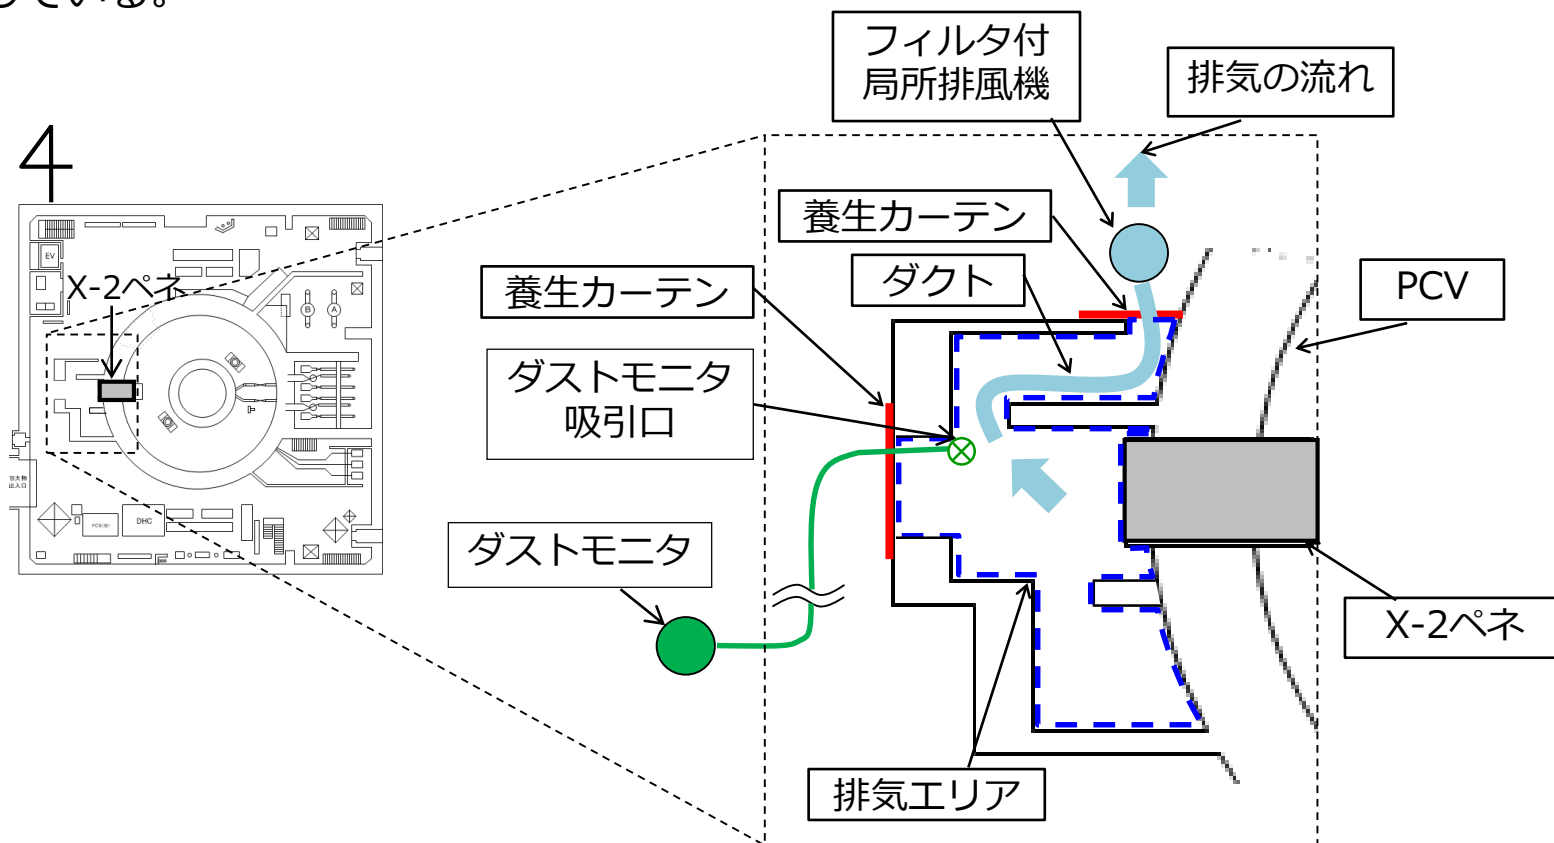 している。
フィルタ付
局所排風機
排気の流れ
養生カーテン
養生カーテン
ダクト
PCV
EV
X-2ペネ
B
A
ダストモニタ
吸引口
ダストモニタ
DHC
X-2ペネ
排気エリア